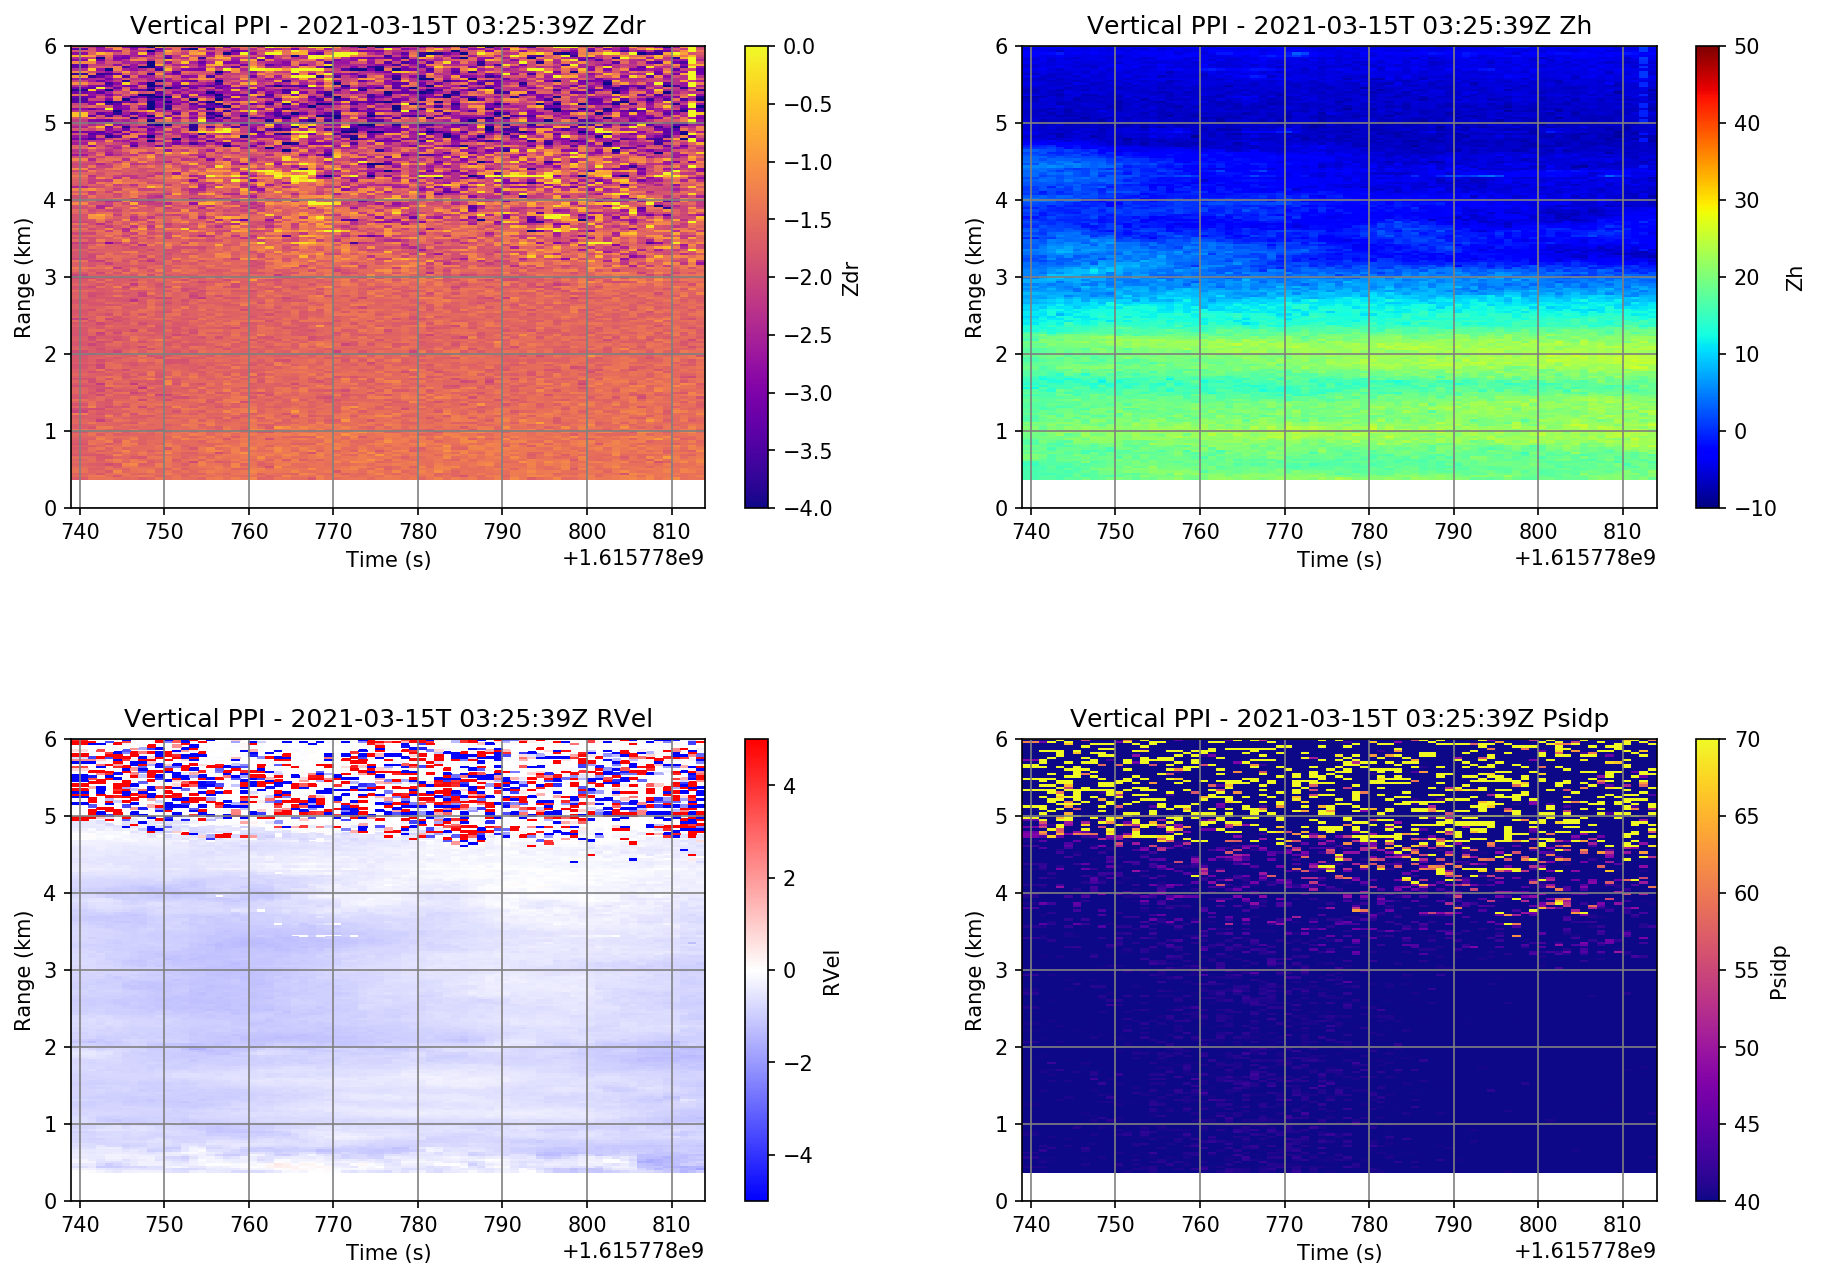 Vertical PPI - 2021-03-15T 03:25:39Z Zdr
6
5
4
3
2
1
0
Range (km)
740 750 760 770 780 790 800 810
Time (s)
+1.615778e9
0.0
−0.5
−1.0
−1.5
−2.0
−2.5
−3.0
−3.5
−4.0
Zdr
Vertical PPI - 2021-03-15T 03:25:39Z Zh
6
5
4
3
2
1
0
Range (km)
740 750 760 770 780 790 800 810
Time (s)
+1.615778e9
50
40
30
20
10
0
−10
Zh
Vertical PPI - 2021-03-15T 03:25:39Z RVel
6
5
4
3
2
1
0
Range (km)
740 750 760 770 780 790 800 810
Time (s)
+1.615778e9
4
2
0
−2
−4
RVel
Vertical PPI - 2021-03-15T 03:25:39Z Psidp
6
5
4
3
2
1
0
Range (km)
740 750 760 770 780 790 800 810
Time (s)
+1.615778e9
70
65
60
55
50
45
40
Psidp